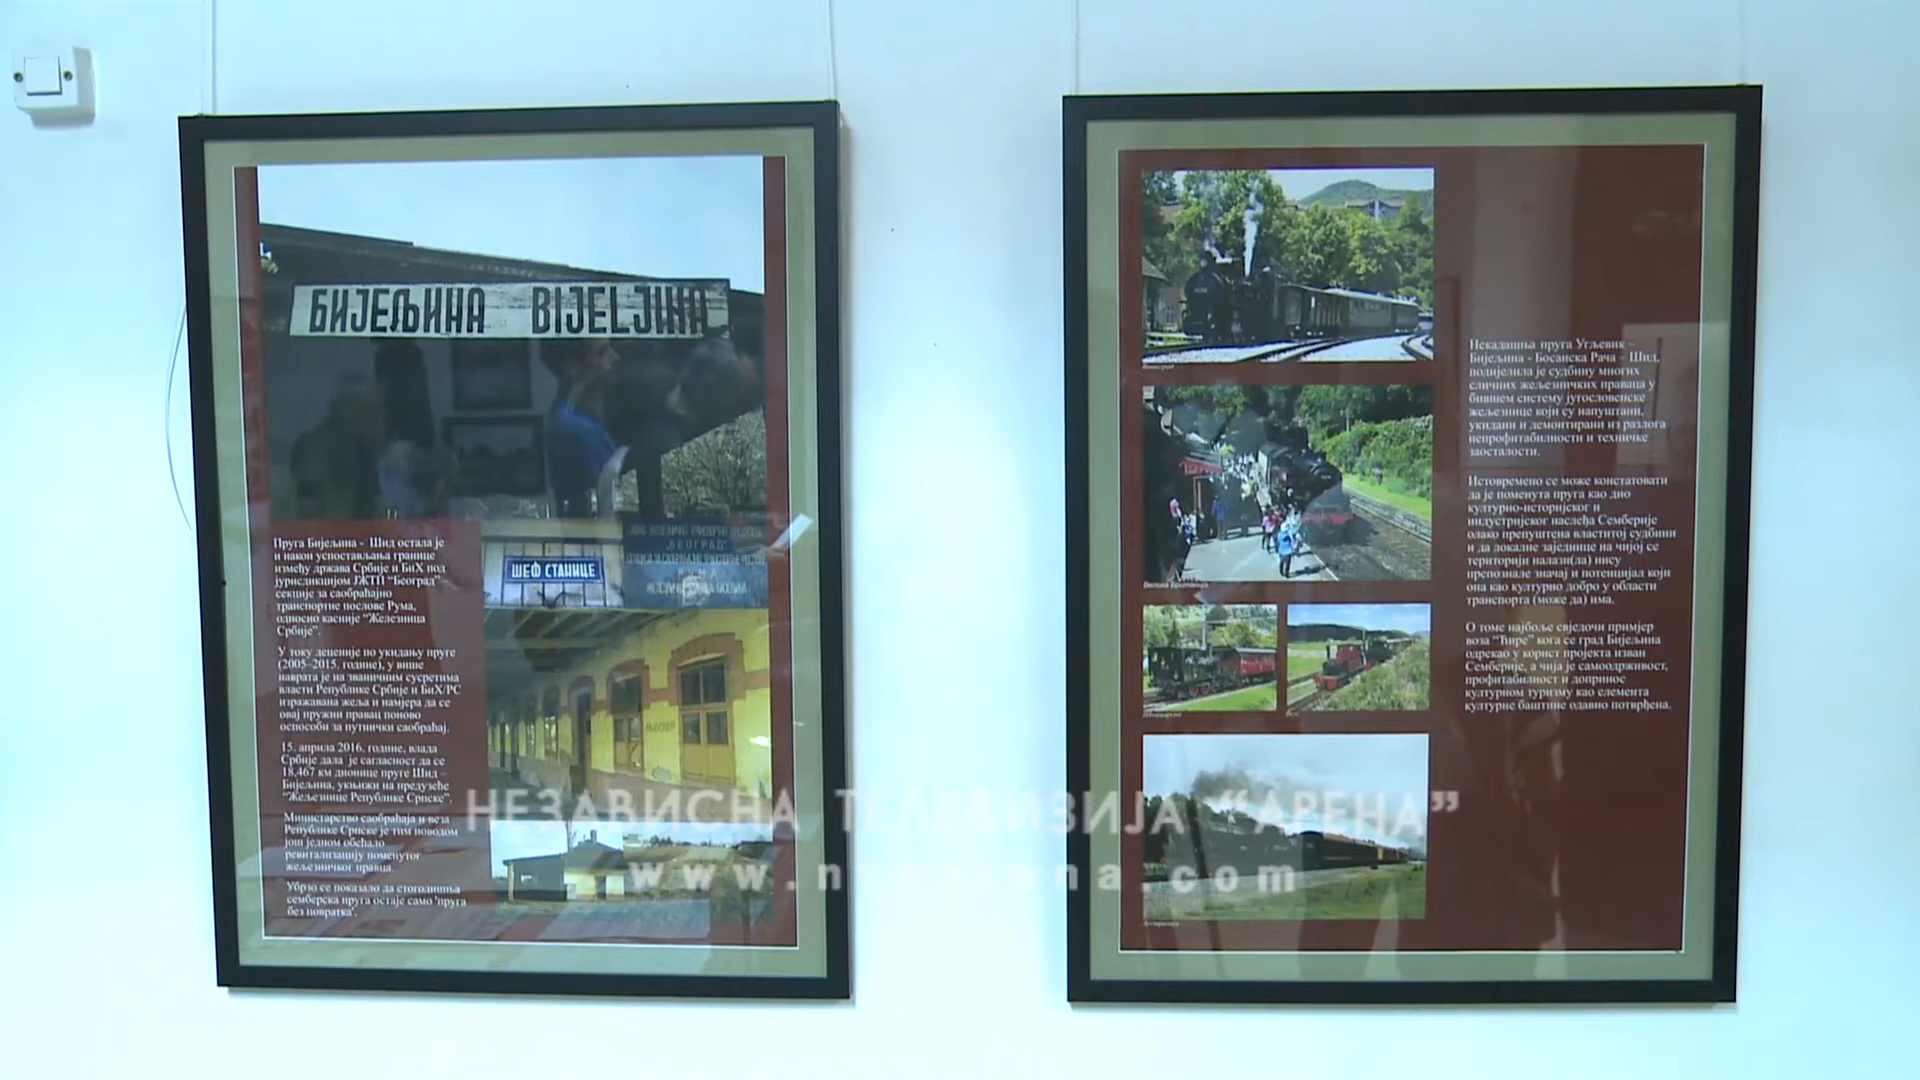 БИЈЕЉИНА BIJELJINA
Пруга Бијељина - Шид остала је
и након успостављања границе
између држава Србије и БиХ под
јурисдикцијом ЈЖТП “Београд”
секције за саобраћајно
транспортне послове Рума,
односно касније “Железница
Србије”.
У току деценије по укидању пруге
(2005–2015. године), у више
наврата је на званичним сусретима
власти Републике Србије и БиХ/РС
изражавана жеља и намјера да се
овај пружни правац поново
оспособи за путнички саобраћај.
15. априла 2016. године, влада
Србије дала је сагласност да се
18,467 км дионице пруге Шид –
Бијељина, укњижи на предузеће
“Жељезнице Републике Српске”.
Министарство саобраћаја и веза
Републике Српске је тим поводом
још једном обећало
ревитализацију поменутог
жељезничког правца.
Убрзо се показало да стогодишња
семберска пруга остаје само 'пруга
без повратка'.
“БЕОГРАД”
ШЕФ СТАНИЦЕ
Вишеград
Велика Британија
Швајцарска
Аустралија
Некадашња пруга Угљевик –
Бијељина - Босанска Рача – Шид,
подијелила је судбину многих
сличних жељезничких праваца у
бившем систему југословенске
жељезнице који су напуштани,
укидани и демонтирани из разлога
непрофитабилности и техничке
заосталости.
Истовремено се може констатовати
да је поменута пруга као дио
културно-историјског и
индустријског наслеђа Семберије
олако препуштена властитој судбини
и да локалне заједнице на чијој се
територији налази(ла) нису
препознале значај и потенцијал који
она као културно добро у области
транспорта (може да) има.
О томе најбоље свједочи примјер
воза “Ћире” кога се град Бијељина
одрекао у корист пројекта изван
Семберије, а чија је самоодрживост,
профитабилност и допринос
културном туризму као елемента
културне баштине одавно потврђена.
НЕЗАВИСНА ТЕЛЕВИЗИЈА “АРЕНА”